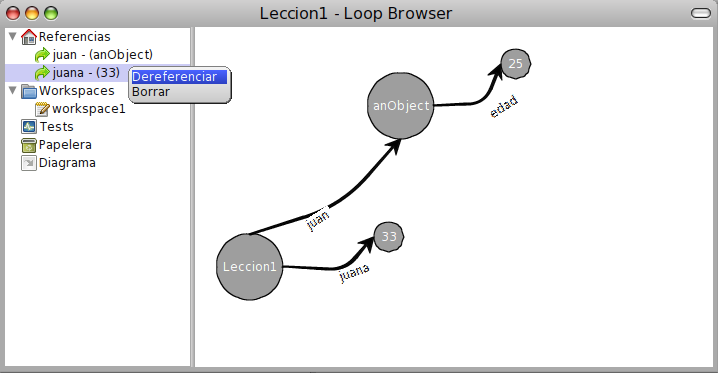 Leccion1 - Loop Browser
Referencias
juan - (anObject)
juana - (33)
Dereferenciar
Borrar
Workspaces
workspace1
Tests
Papelera
Diagrama
25
anObject
edad
juan
33
Leccion1
juana